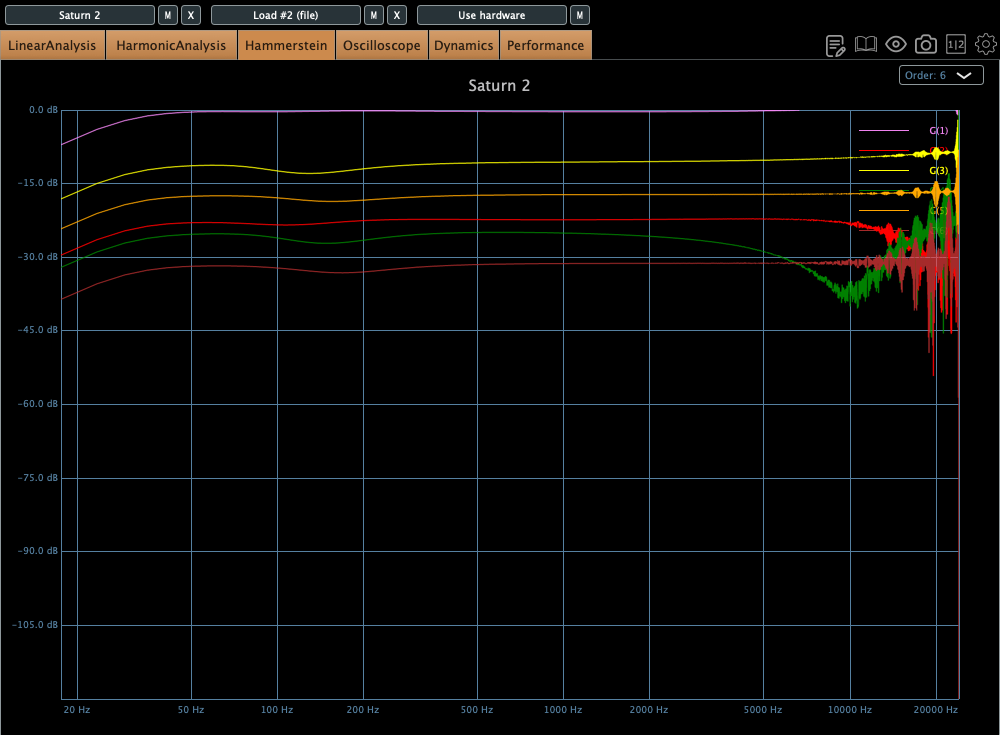 Saturn 2 M X Load #2 (file) M X Use hardware M
LinearAnalysis HarmonicAnalysis Hammerstein Oscilloscope Dynamics Performance
1|2
Order: 6
Saturn 2
0.0 dB
G(1)
G(3)
-15.0 dB
G(5)
-30.0 dB
-45.0 dB
-60.0 dB
-75.0 dB
-90.0 dB
-105.0 dB
20 Hz 50 Hz 100 Hz 200 Hz 500 Hz 1000 Hz 2000 Hz 5000 Hz 10000 Hz 20000 Hz